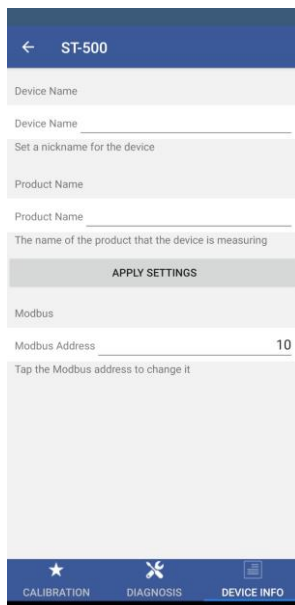 ST-500
Device Name
Device Name
Set a nickname for the device
Product Name
Product Name
The name of the product that the device is measuring
APPLY SETTINGS
Modbus
Modbus Address 10
Tap the Modbus address to change it
CALIBRATION DIAGNOSIS DEVICE INFO